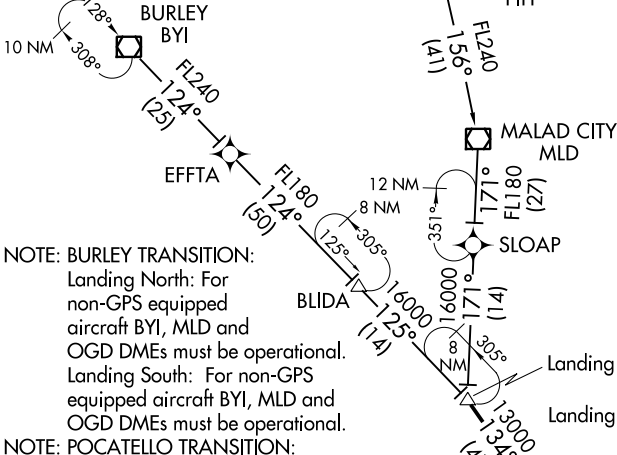 BURLEY
BYI
128°
308°
10 NM
FL240
124°
(25)
EFFTA
FL180
124°
(50)
8 NM
125°
305°
BLIDA
16000
125°
(14)
FL240
156°
(41)
MALAD CITY
MLD
12 NM
351°
171°
FL180
(27)
SLOAP
16000
171°
(14)
8
NM
305°
Landing
Landing
13000
134°
NOTE: BURLEY TRANSITION:
Landing North: For
non-GPS equipped
aircraft BYI, MLD and
OGD DMEs must be operational.
Landing South: For non-GPS
equipped aircraft BYI, MLD and
OGD DMEs must be operational.
NOTE: POCATELLO TRANSITION: